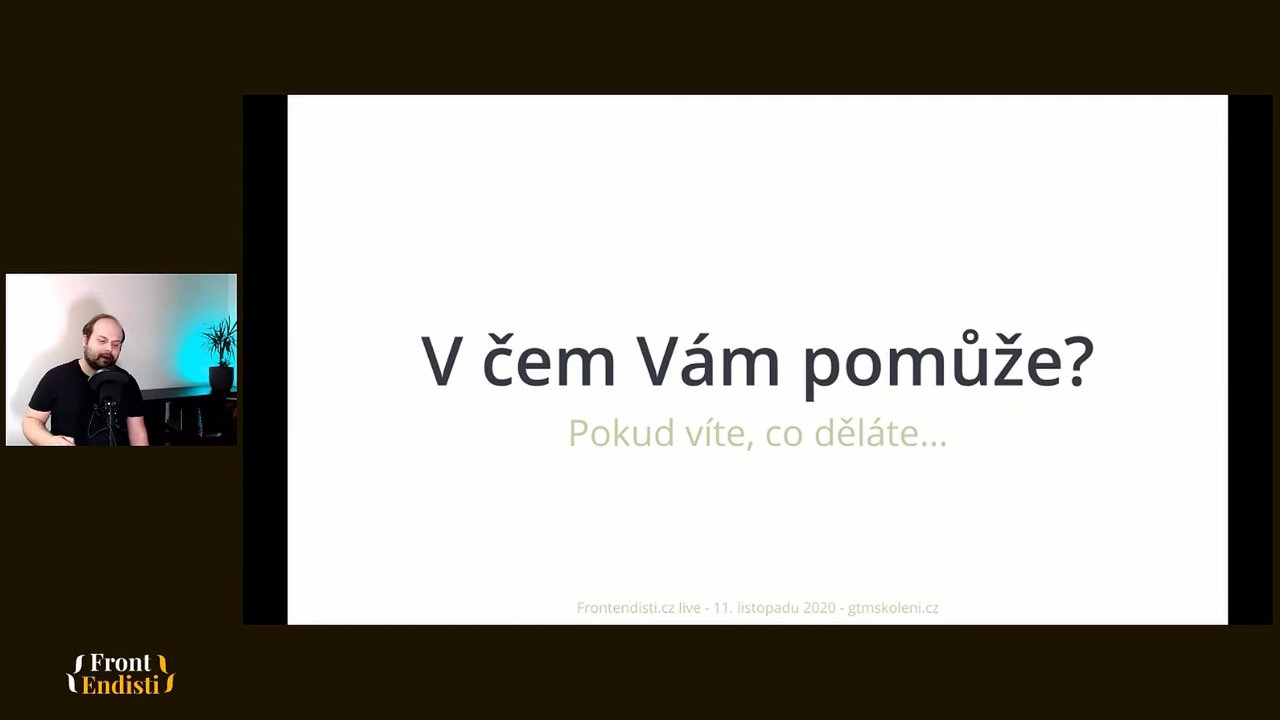 V čem Vám pomůže?
Pokud víte, co děláte...
Frontendisti.cz live - 11. listopadu 2020 - gtmskoleni.cz
{Front
Endisti}